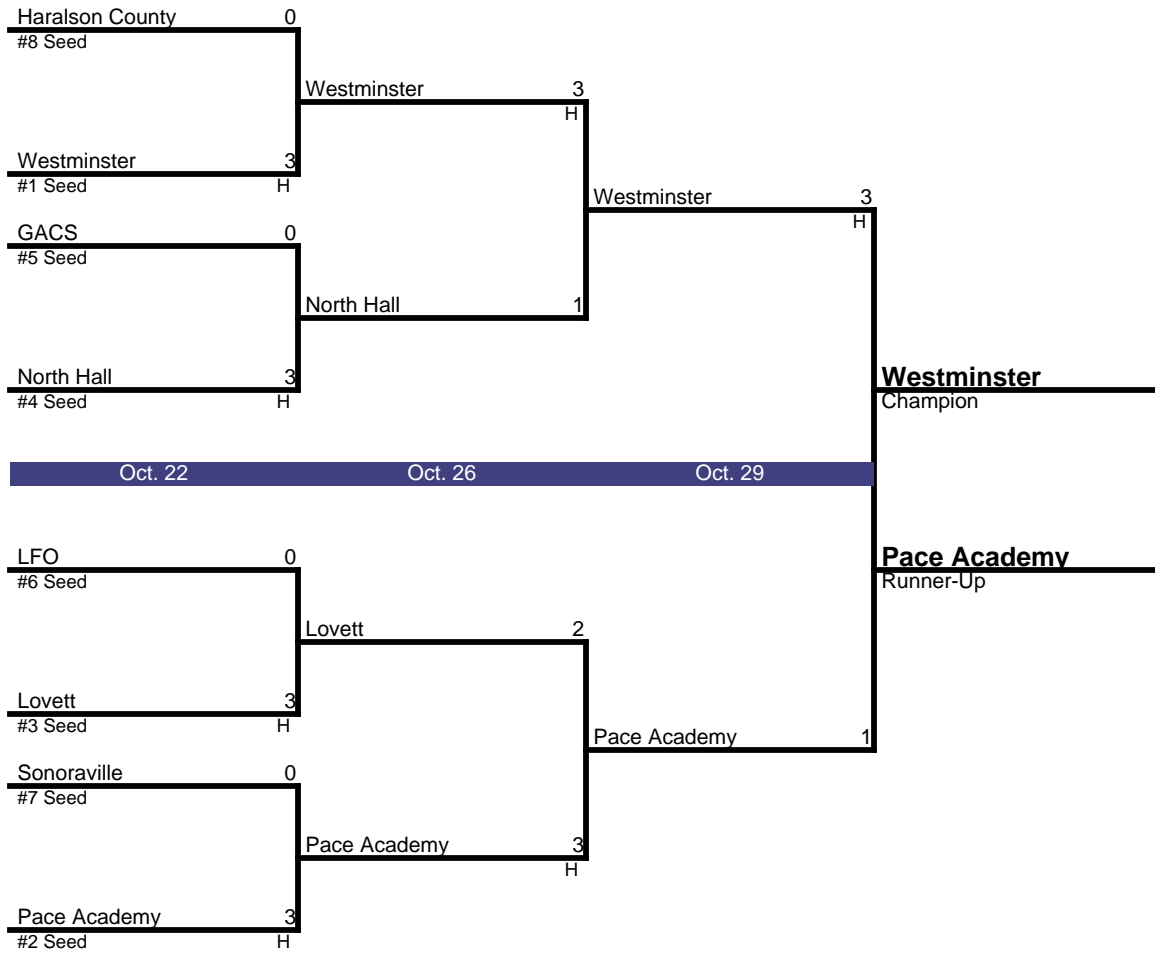 Haralson County 0
#8 Seed
Westminster 3
H
Westminster 3
#1 Seed H
Westminster 3
H
GACS 0
#5 Seed
North Hall 1
North Hall 3
#4 Seed H
Westminster
Champion
Oct. 22 Oct. 26 Oct. 29
LFO 0
#6 Seed
Pace Academy
Runner-Up
Lovett 2
Lovett 3
#3 Seed H
Pace Academy 1
Sonoraville 0
#7 Seed
Pace Academy 3
H
Pace Academy 3
#2 Seed H